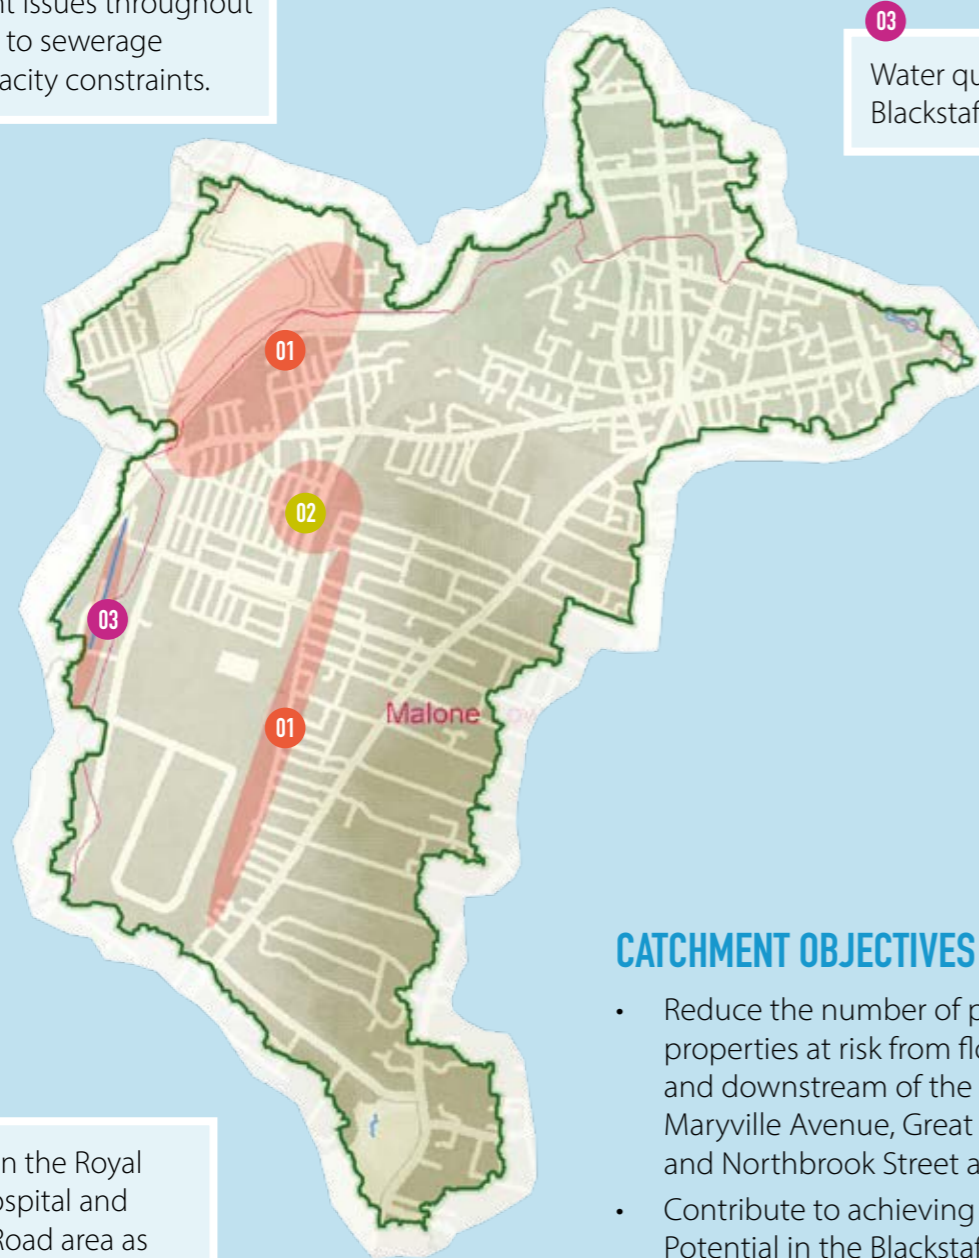 nt issues throughout
to sewerage
acity constraints.
03
Water qu
Blackstaf
01
02
03
01
Malone
CATCHMENT OBJECTIVES
• Reduce the number of p
properties at risk from flo
and downstream of the
Maryville Avenue, Great
and Northbrook Street a
• Contribute to achieving
Potential in the Blackstaf
n the Royal
ospital and
Road area as